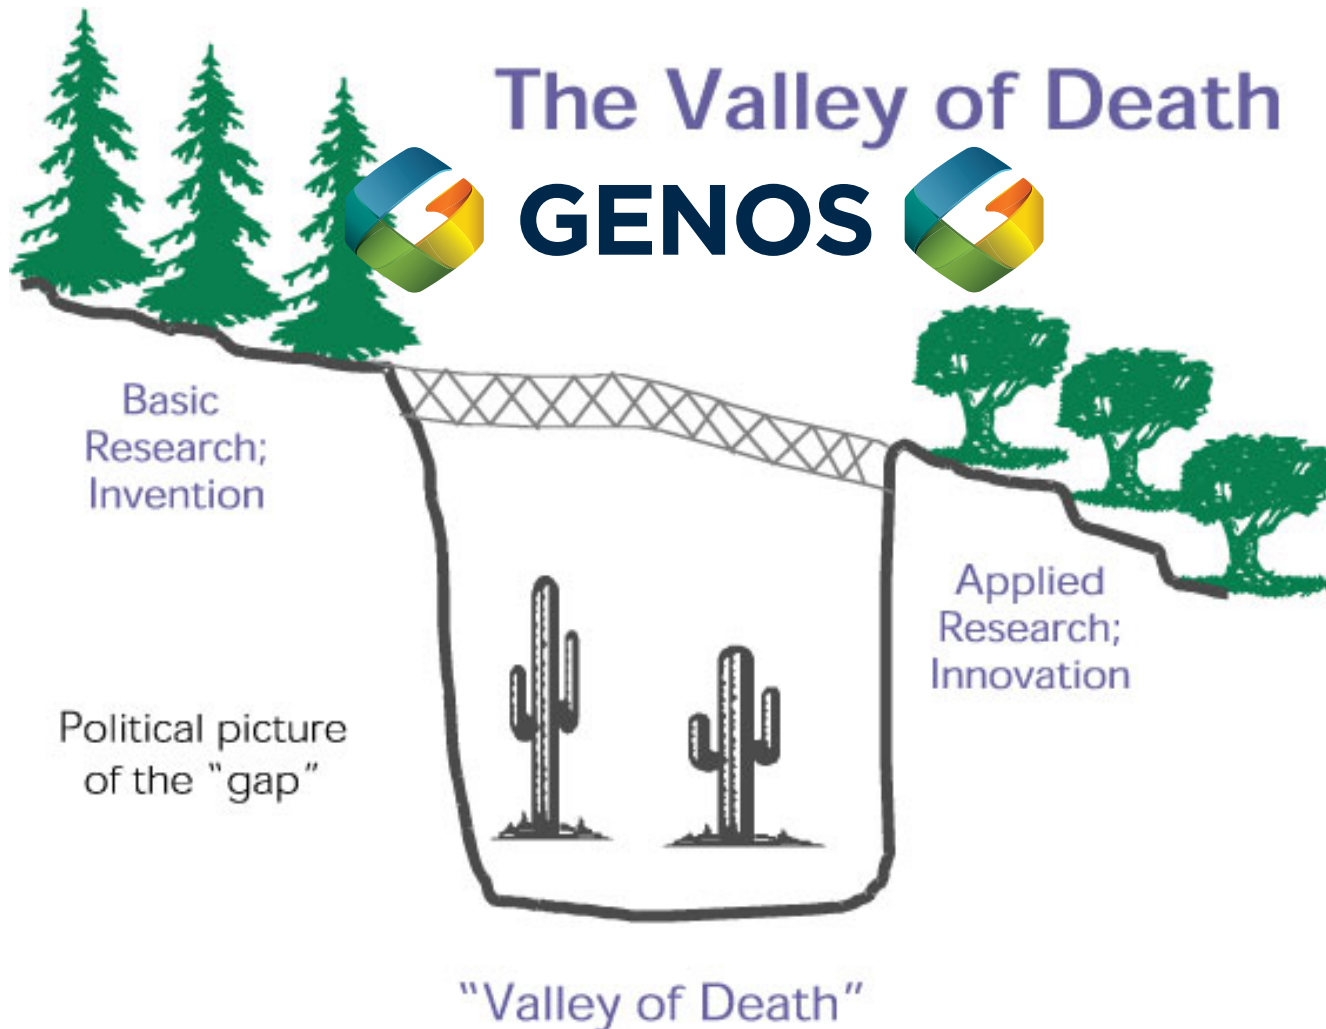 The Valley of Death
GENOS
Basic
Research;
Invention
Applied
Research;
Innovation
Political picture
of the “gap”
“Valley of Death”